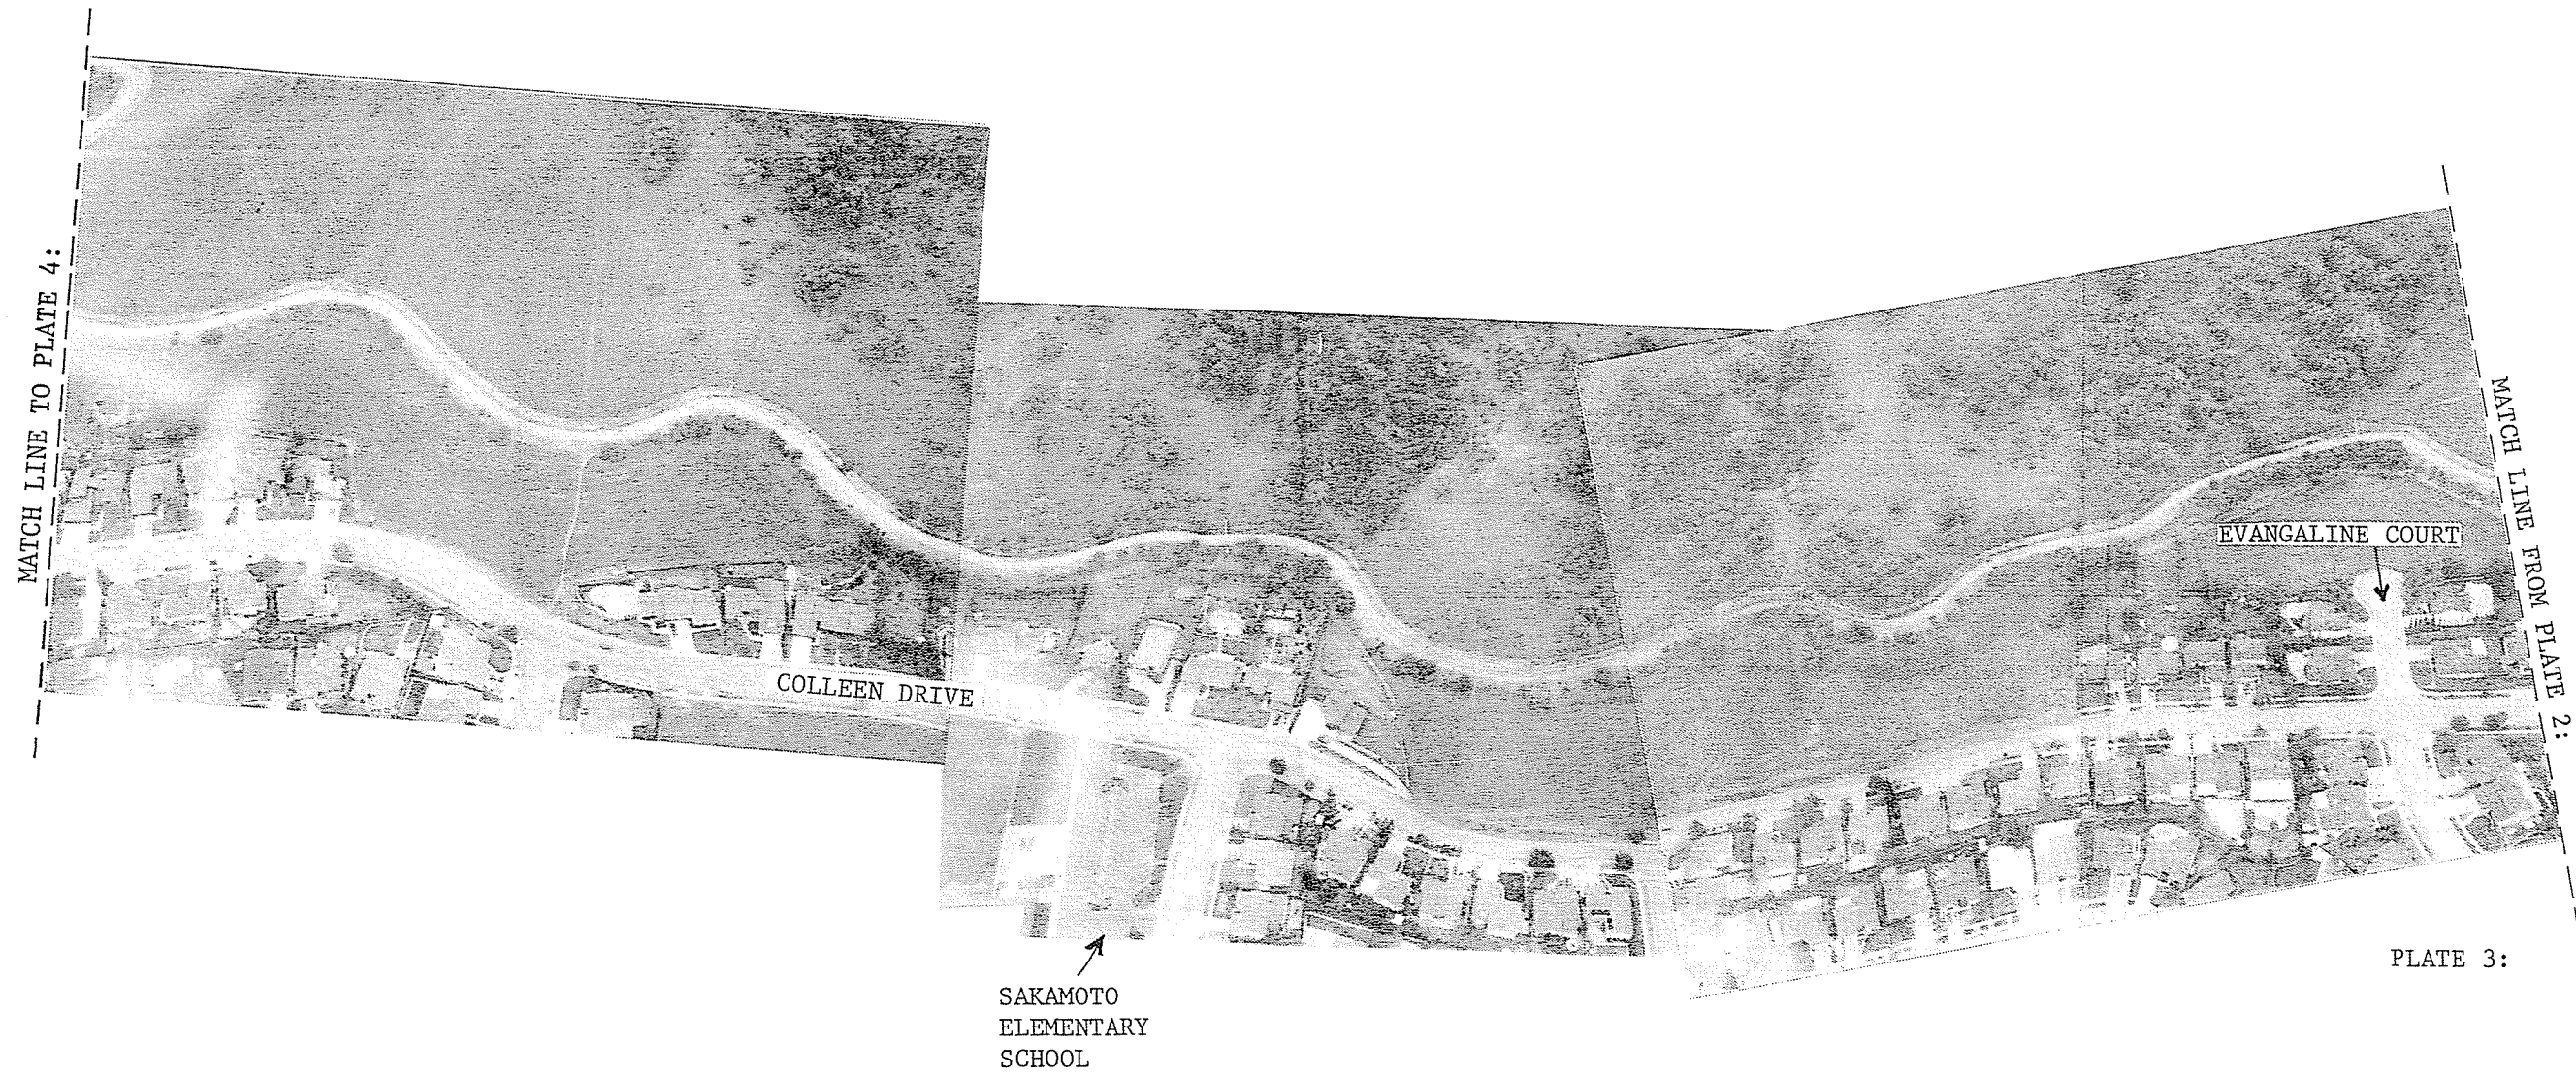 MATCH LINE TO PLATE 4:
MATCH LINE FROM PLATE 2:
EVANGALINE COURT
COLLEEN DRIVE
PLATE 3:
SAKAMOTO
ELEMENTARY
SCHOOL